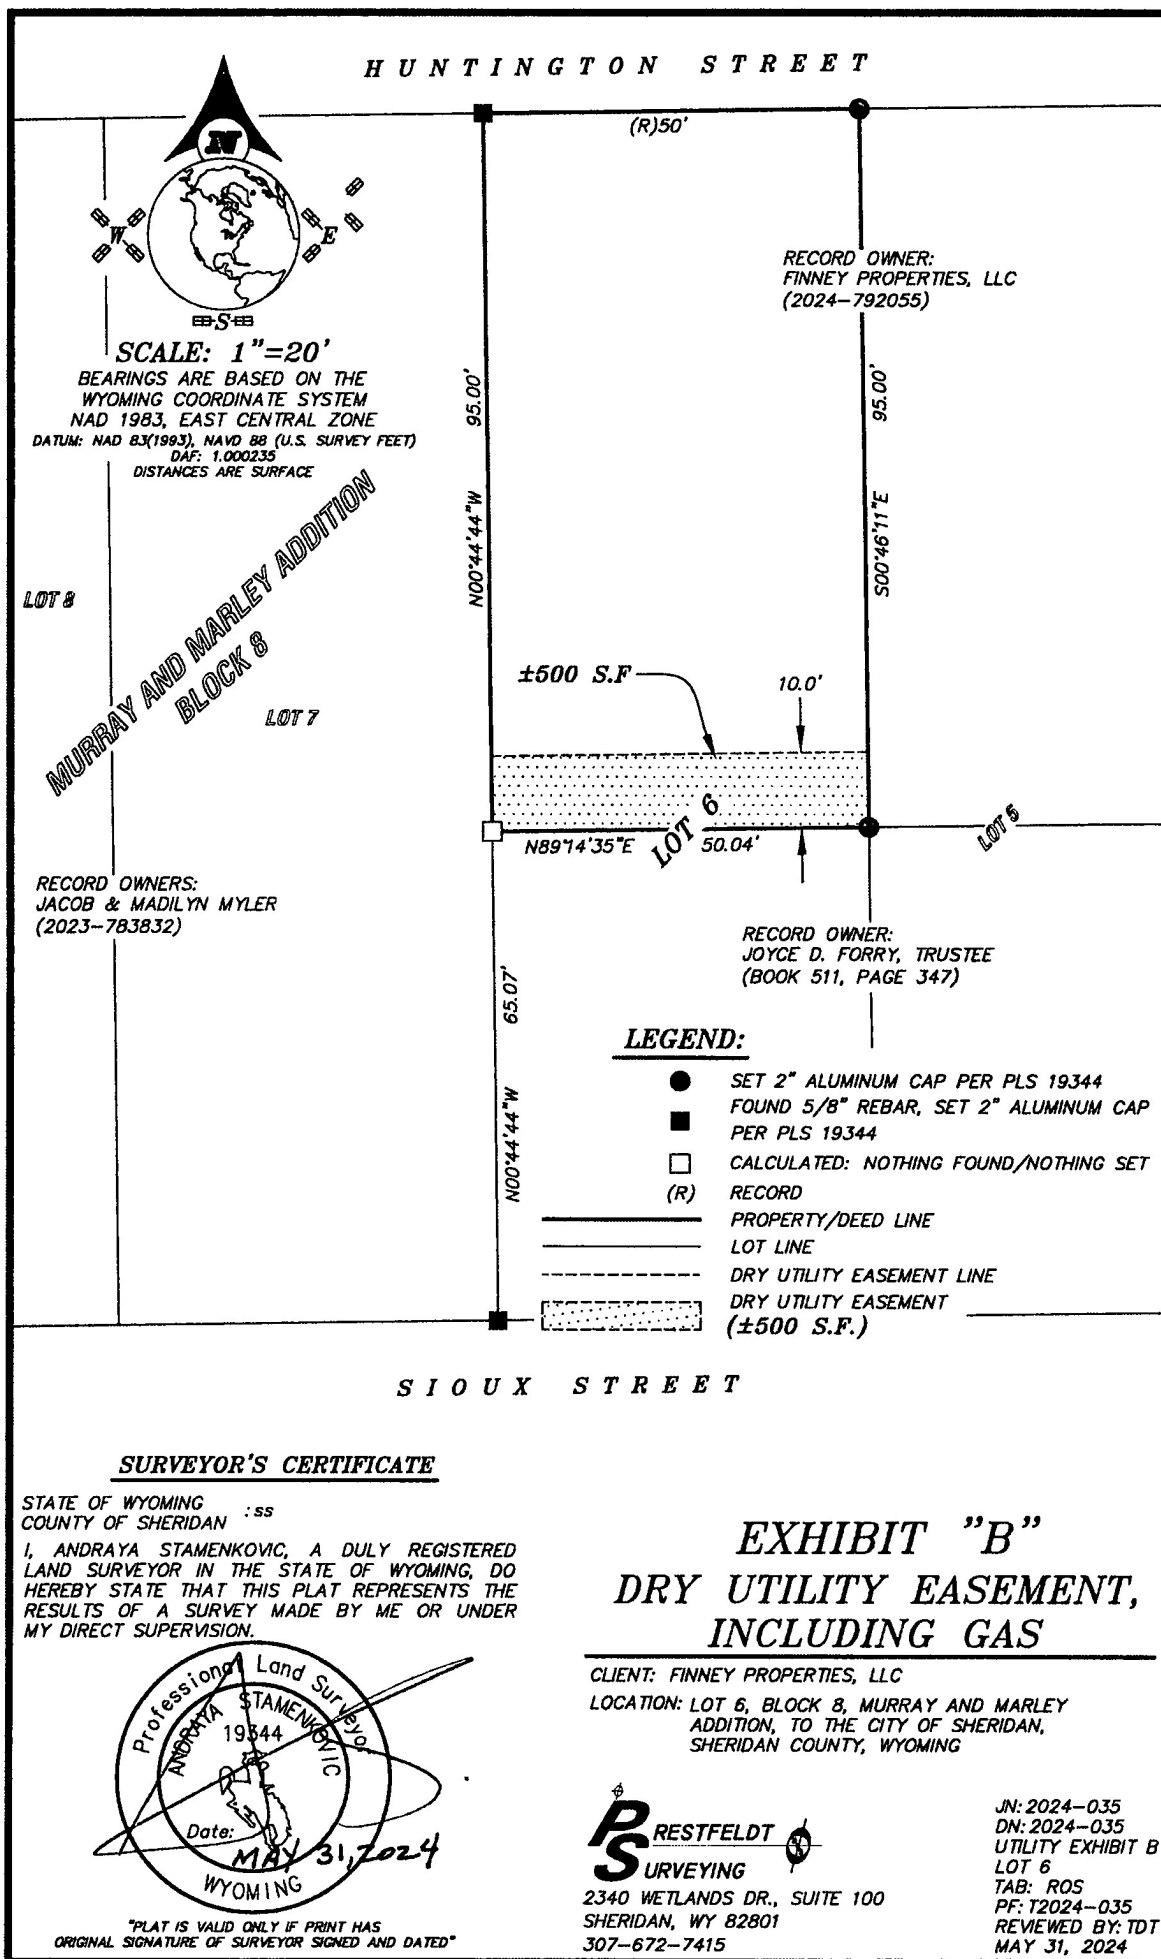 HUNTINGTON STREET
(R)50'
N
W
E
S
SCALE: 1"=20'
BEARINGS ARE BASED ON THE
WYOMING COORDINATE SYSTEM
NAD 1983, EAST CENTRAL ZONE
DATUM: NAD 83(1993), NAVD 88 (U.S. SURVEY FEET)
DAF: 1.000235
DISTANCES ARE SURFACE
RECORD OWNER:
FINNEY PROPERTIES, LLC
(2024-792055)
N00°44'44"W 95.00'
S00°46'11"E 95.00'
MURRAY AND MARLEY ADDITION
BLOCK 8
LOT 8
LOT 7
±500 S.F
10.0'
LOT 6
N89°14'35"E 50.04'
LOT 5
RECORD OWNERS:
JACOB & MADILYN MYLER
(2023-783832)
RECORD OWNER:
JOYCE D. FORRY, TRUSTEE
(BOOK 511, PAGE 347)
N00°44'44"W 65.07'
LEGEND:
SET 2" ALUMINUM CAP PER PLS 19344
FOUND 5/8" REBAR, SET 2" ALUMINUM CAP
PER PLS 19344
CALCULATED: NOTHING FOUND/NOTHING SET
(R) RECORD
PROPERTY/DEED LINE
LOT LINE
DRY UTILITY EASEMENT LINE
DRY UTILITY EASEMENT
(±500 S.F.)
SIOUX STREET
SURVEYOR'S CERTIFICATE
STATE OF WYOMING
:ss
COUNTY OF SHERIDAN
I, ANDRAYA STAMENKOVIC, A DULY REGISTERED
LAND SURVEYOR IN THE STATE OF WYOMING, DO
HEREBY STATE THAT THIS PLAT REPRESENTS THE
RESULTS OF A SURVEY MADE BY ME OR UNDER
MY DIRECT SUPERVISION.
Professional Land Surveyor
ANDRAYA STAMENKOVIC
19344
Date:
MAY 31, 2024
WYOMING
"PLAT IS VALID ONLY IF PRINT HAS
ORIGINAL SIGNATURE OF SURVEYOR SIGNED AND DATED"
EXHIBIT "B"
DRY UTILITY EASEMENT,
INCLUDING GAS
CLIENT: FINNEY PROPERTIES, LLC
LOCATION: LOT 6, BLOCK 8, MURRAY AND MARLEY
ADDITION, TO THE CITY OF SHERIDAN,
SHERIDAN COUNTY, WYOMING
PRESTFELDT
SURVEYING
2340 WETLANDS DR., SUITE 100
SHERIDAN, WY 82801
307-672-7415
JN: 2024-035
DN: 2024-035
UTILITY EXHIBIT B
LOT 6
TAB: ROS
PF: T2024-035
REVIEWED BY: TDT
MAY 31, 2024